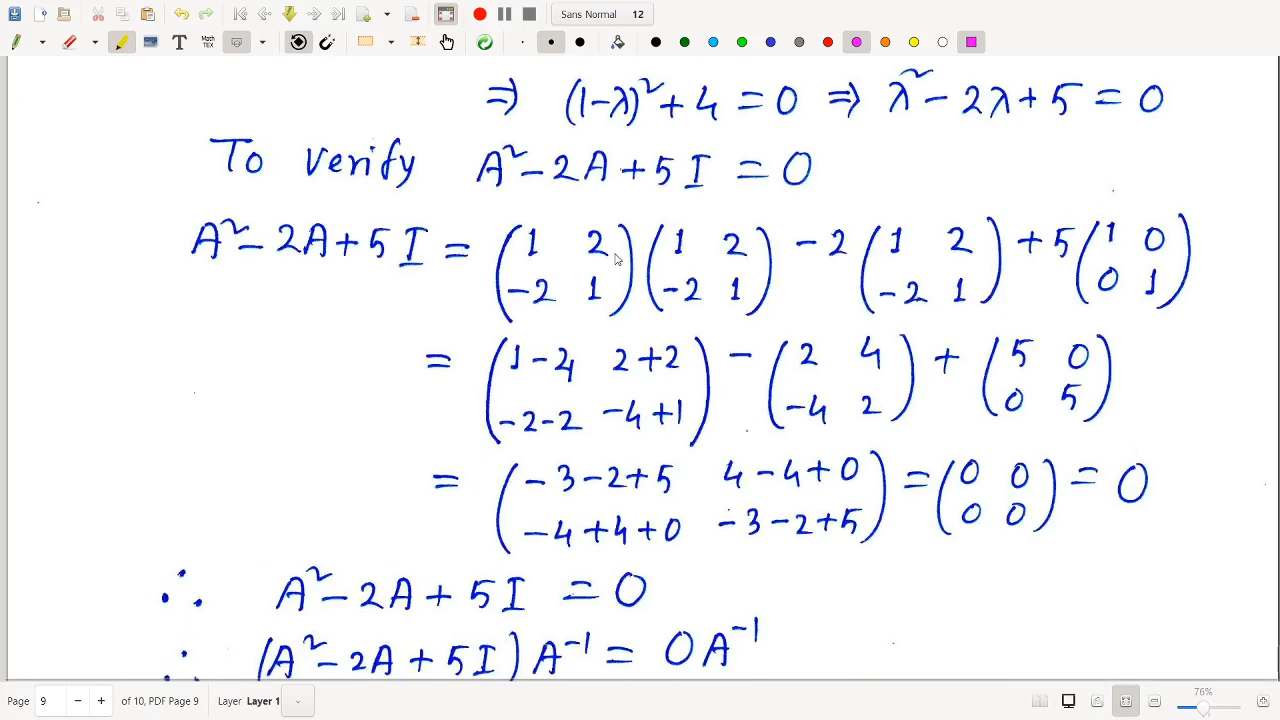 Sans Normal 12
T Math TEX
⇒ (1-λ)² + 4 = 0 ⇒ λ² - 2λ + 5 = 0
To verify A² - 2A + 5I = 0
A² - 2A + 5I = (1 2 / -2 1) (1 2 / -2 1) - 2 (1 2 / -2 1) + 5 (1 0 / 0 1)
= (1-4 2+2 / -2-2 -4+1) - (2 4 / -4 2) + (5 0 / 0 5)
= (-3-2+5 4-4+0 / -4+4+0 -3-2+5) = (0 0 / 0 0) = 0
∴ A² - 2A + 5I = 0
∴ (A² - 2A + 5I) A⁻¹ = 0 A⁻¹
Page 9 - + of 10, PDF Page 9 Layer Layer 1 76%